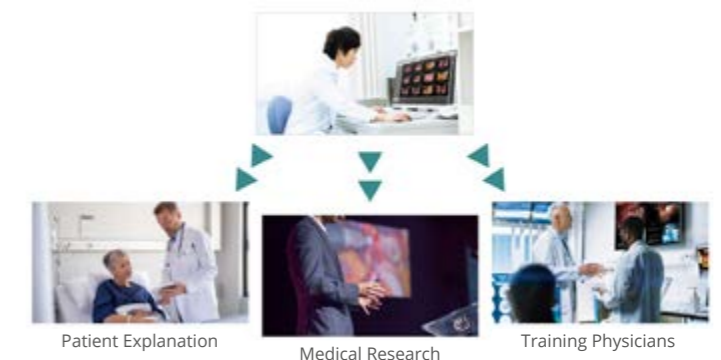 Patient Explanation
Medical Research
Training Physicians